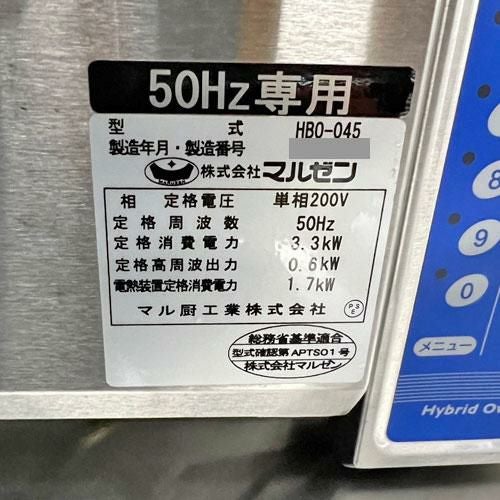 50Hz専用
型式 HBO-045
製造年月・製造番号
株式会社マルゼン
相 定格電圧 単相200V
定格周波数 50Hz
定格消費電力 3.3kW
定格高周波出力 0.6kW
電熱装置定格消費電力 1.7kW
マル厨工業株式会社 PSE
総務省基準適合
型式確認第APTS01号
株式会社マルゼン
8
9
0
メニュー
Hybrid